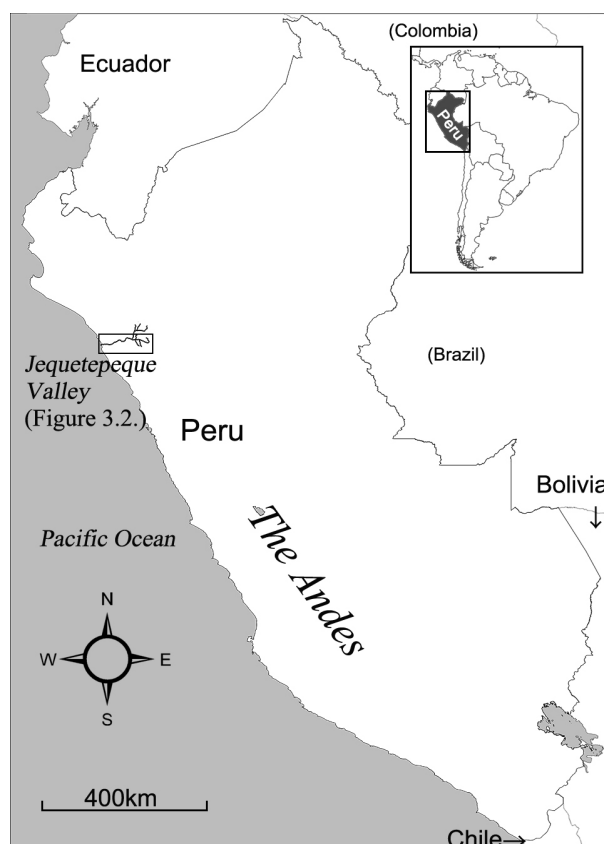 (Colombia)
Ecuador
Peru
(Brazil)
Jequetepeque
Valley
(Figure 3.2.)
Peru
Bolivia
Pacific Ocean
The Andes
N
W
E
S
400km
Chile